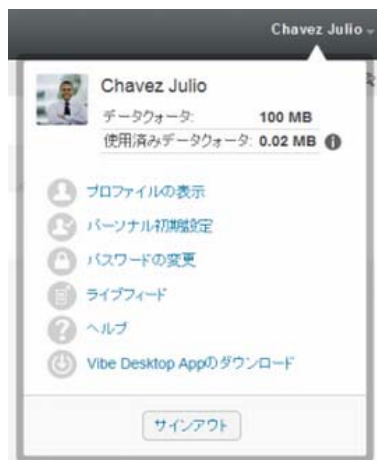 Chavez Julio
Chavez Julio
データクォータ: 100 MB
使用済みデータクォータ: 0.02 MB
プロファイルの表示
パーソナル初期設定
パスワードの変更
ライブフィード
ヘルプ
Vibe Desktop Appのダウンロード
サインアウト